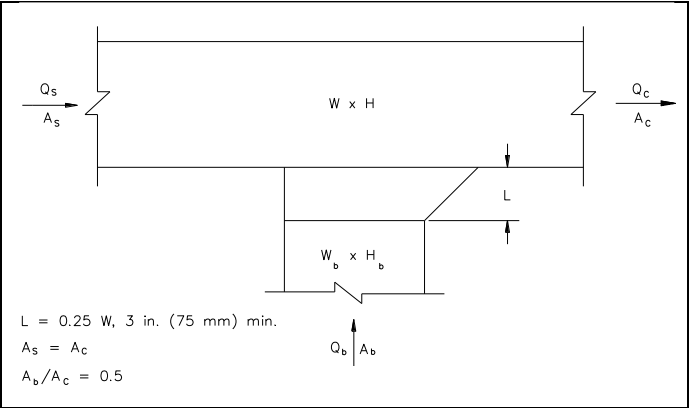 Qs
As
W x H
Qc
Ac
L
Wb x Hb
L = 0.25 W, 3 in. (75 mm) min.
As = Ac
Ab/Ac = 0.5
Qb Ab